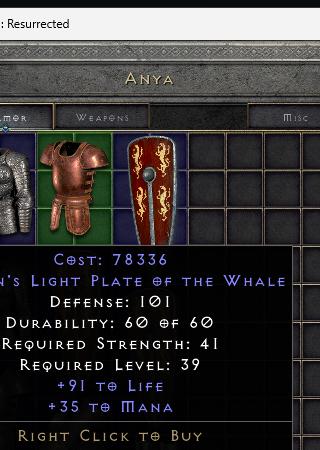 : Resurrected
Anya
Weapons
Misc
Cost: 78336
Light Plate of the Whale
Defense: 101
Durability: 60 of 60
Required Strength: 41
Required Level: 39
+91 to Life
+35 to Mana
Right Click to Buy